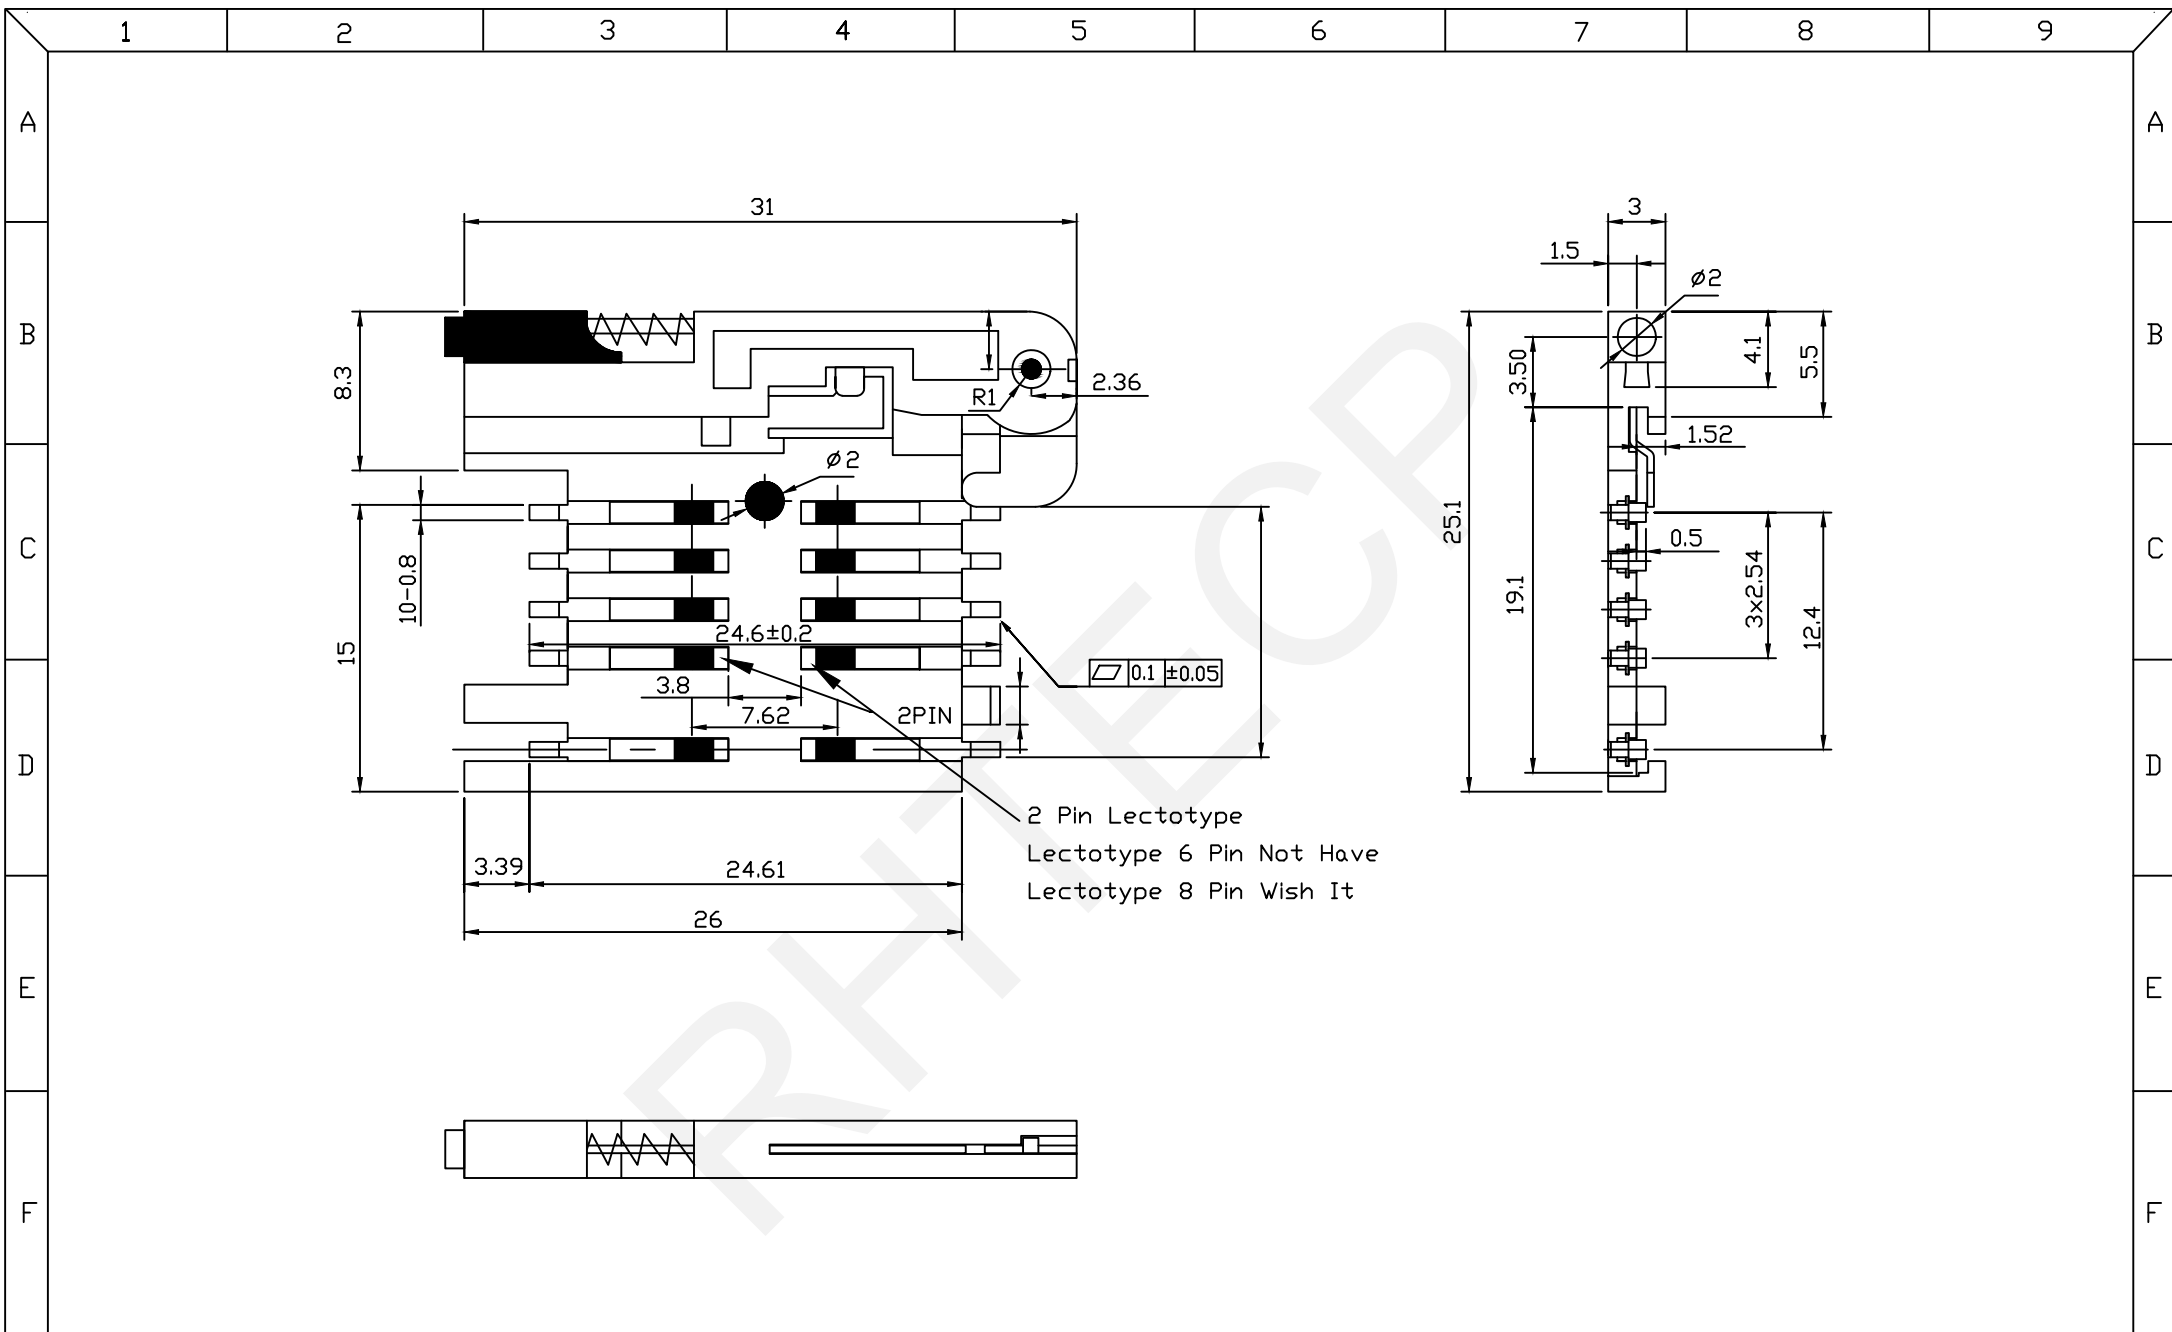 1 2 3 4 5 6 7 8 9
A A
B B
C C
D D
E E
F F
31
8.3
R1
2.36
ø2
10-0.8
15
24.6±0.2
3.8
7.62
2PIN
0.1 ±0.05
2 Pin Lectotype
Lectotype 6 Pin Not Have
Lectotype 8 Pin Wish It
3.39
24.61
26
3
1.5
ø2
3.50
4.1
5.5
1.52
25.1
19.1
0.5
3x2.54
12.4
RHTECP